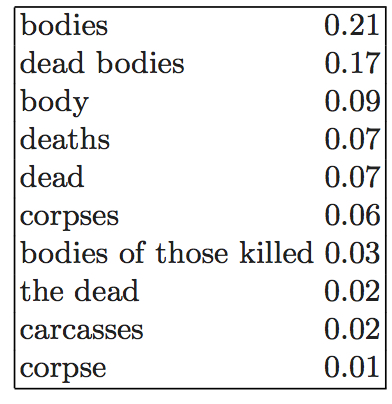 bodies 0.21
dead bodies 0.17
body 0.09
deaths 0.07
dead 0.07
corpses 0.06
bodies of those killed 0.03
the dead 0.02
carcasses 0.02
corpse 0.01